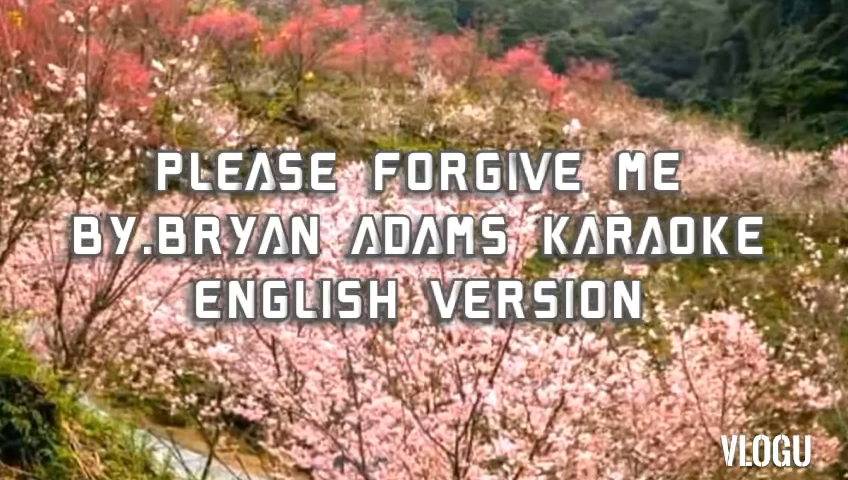 PLEASE FORGIVE ME
BY.BRYAN ADAMS KARAOKE
ENGLISH VERSION
VLOGU